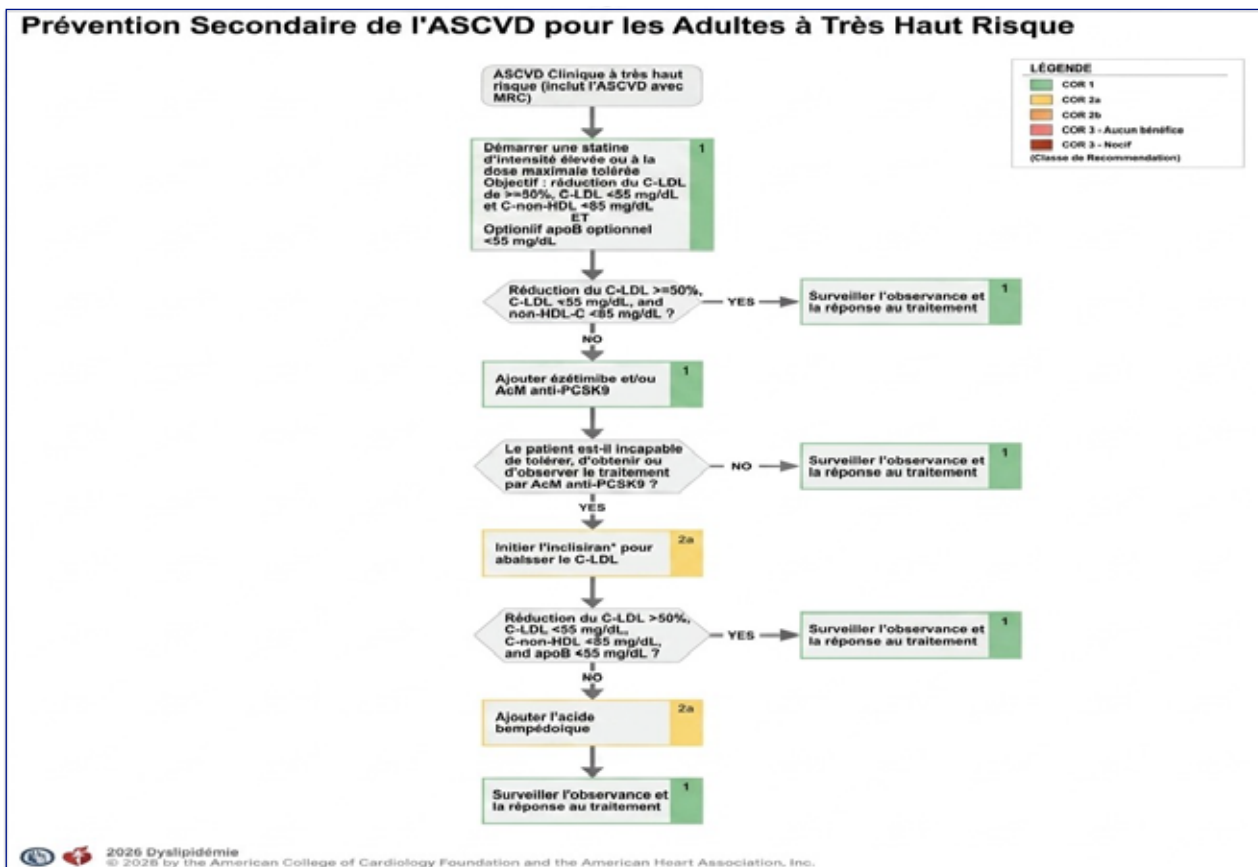 Prévention Secondaire de l'ASCVD pour les Adultes à Très Haut Risque
ASCVD Clinique à très haut
risque (inclut l'ASCVD avec
MRC)
LÉGENDE
COR 1
COR 2a
COR 2b
COR 3 - Aucun bénéfice
COR 3 - Nocif
(Classe de Recommendation)
Démarrer une statine
d'intensité élevée ou à la
dose maximale tolérée
Objectif : réduction du C-LDL
de >=50%, C-LDL <55 mg/dL
et C-non-HDL <85 mg/dL
ET
Optioniif apoB optionnel
<55 mg/dL
1
Réduction du C-LDL >=50%,
C-LDL <55 mg/dL, and
non-HDL-C <85 mg/dL ?
YES
Surveiller l'observance et
la réponse au traitement
1
NO
Ajouter ézétimibe et/ou
AcM anti-PCSK9
1
Le patient est-il incapable
de tolérer, d'obtenir ou
d'observer le traitement
par AcM anti-PCSK9 ?
NO
Surveiller l'observance et
la réponse au traitement
1
YES
Initier l'inclisiran* pour
abaisser le C-LDL
2a
Réduction du C-LDL >50%,
C-LDL <55 mg/dL,
C-non-HDL <85 mg/dL,
and apoB <55 mg/dL ?
YES
Surveiller l'observance et
la réponse au traitement
1
NO
Ajouter l'acide
bempédoique
2a
Surveiller l'observance et
la réponse au traitement
1
2026 Dyslipidémie
© 2026 by the American College of Cardiology Foundation and the American Heart Association, Inc.